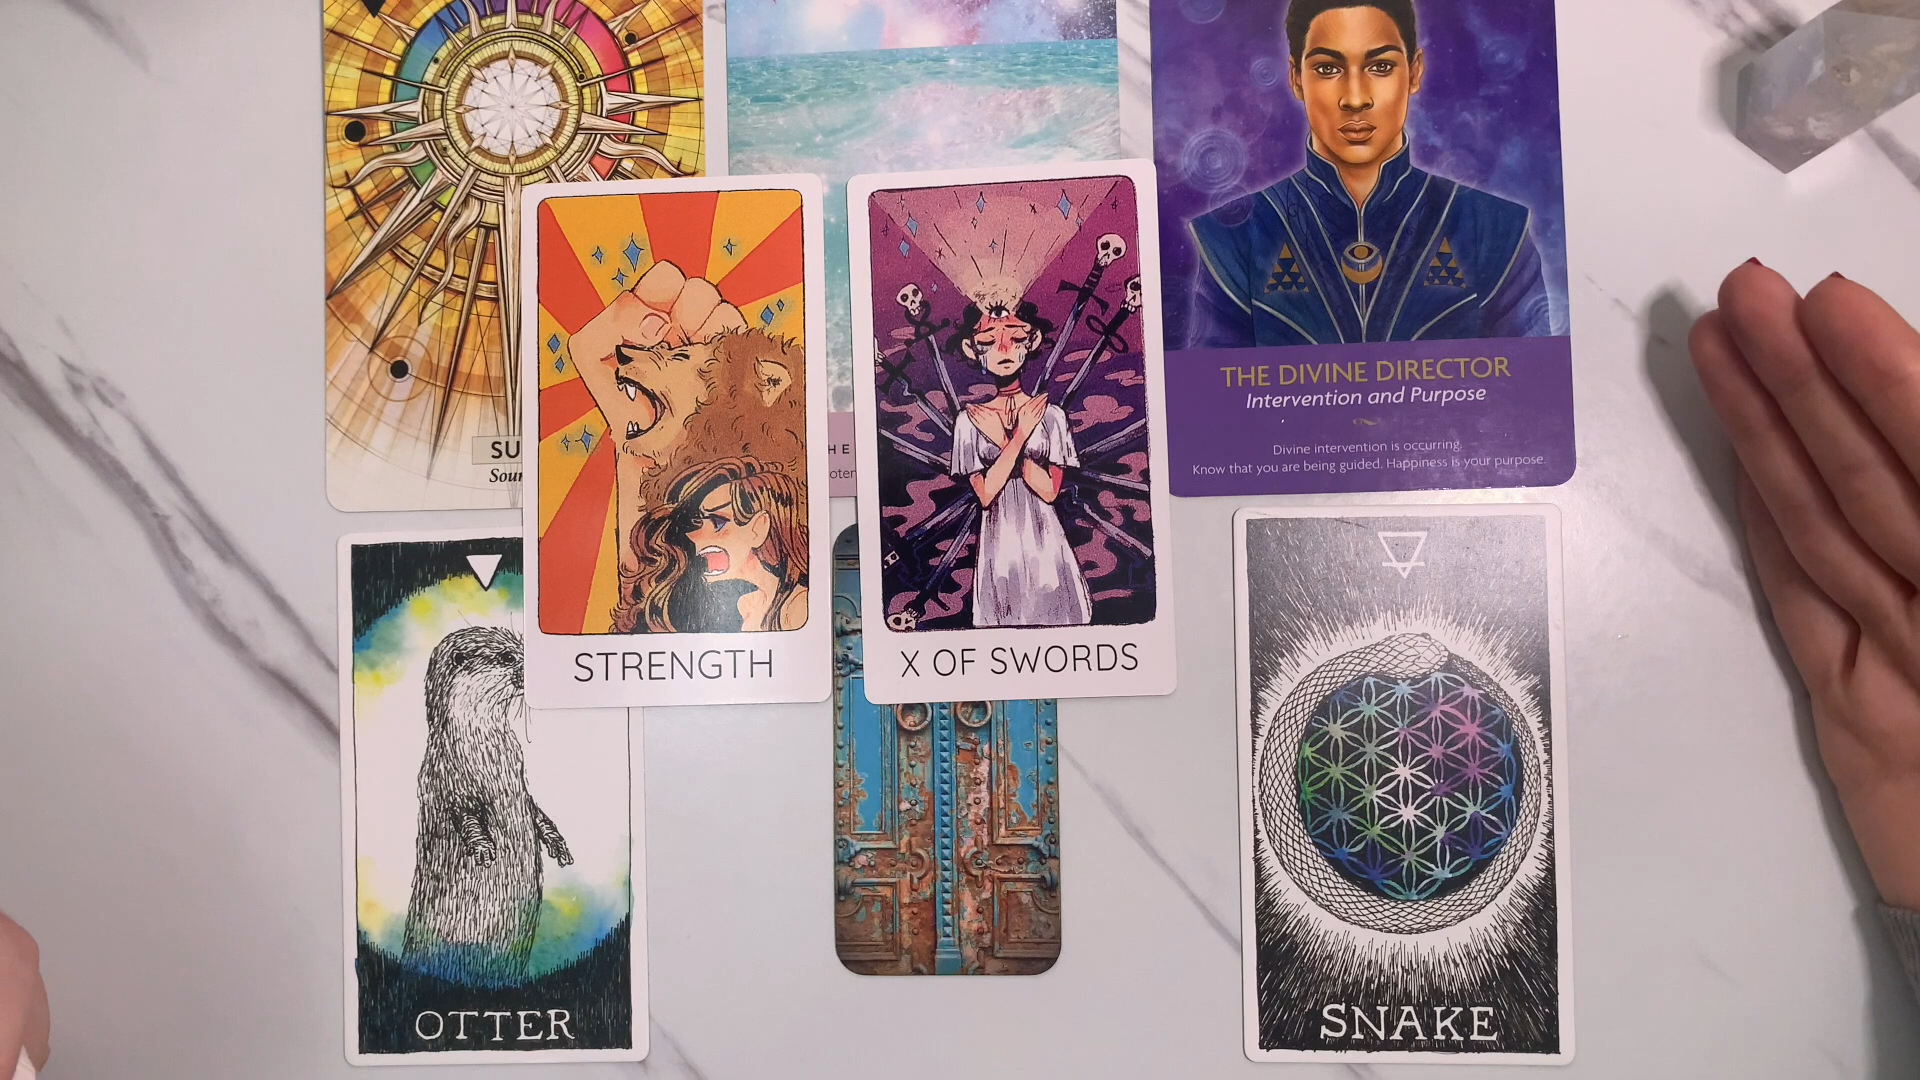 THE DIVINE DIRECTOR
Intervention and Purpose
Divine Intervention is occurring.
Know that you are being guided. Happiness is your purpose.
STRENGTH
X OF SWORDS
OTTER
SNAKE